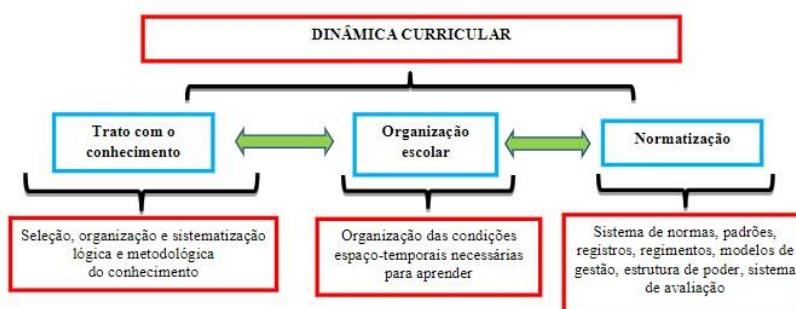 DINÂMICA CURRICULAR
Trato com o
conhecimento
Organização
escolar
Normatização
Seleção, organização e sistematização
lógica e metodológica
do conhecimento
Organização das condições
espaço-temporais necessárias
para aprender
Sistema de normas, padrões,
registros, regimentos, modelos de
gestão, estrutura de poder, sistema
de avaliação